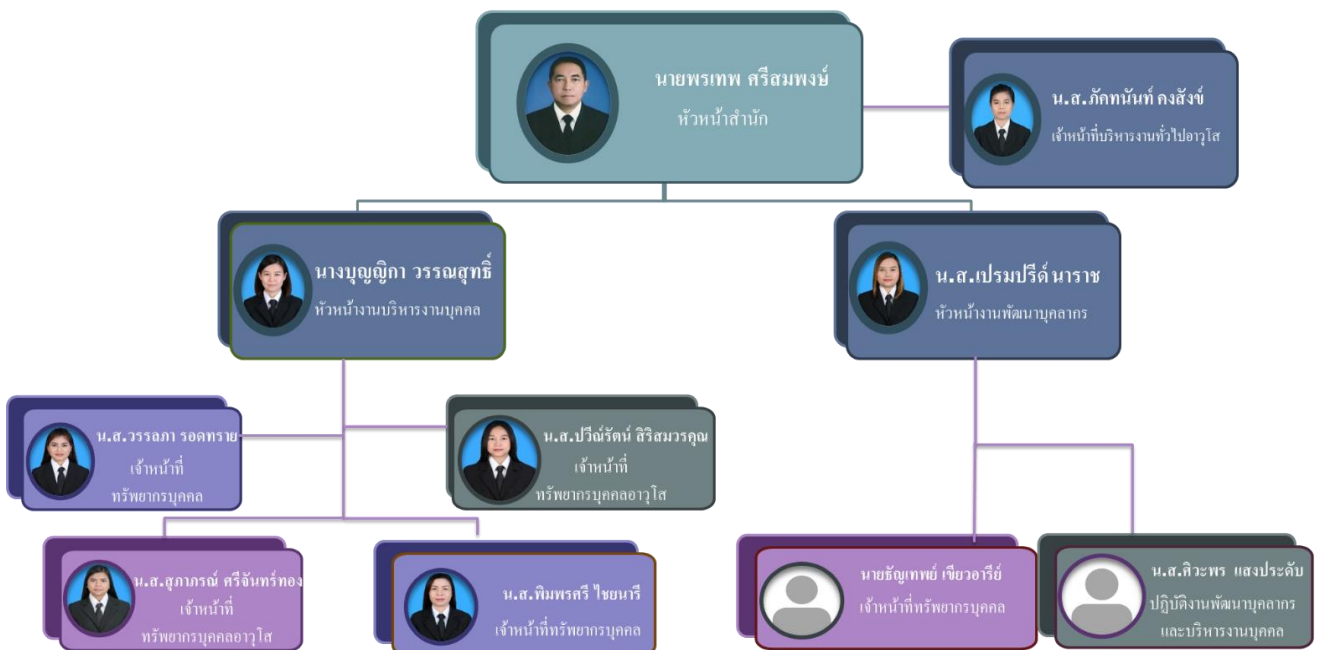 นายพรเทพ ศรีสมพงษ์
หัวหน้าสำนัก
น.ส.ภัคทนันท์ คงสังข์
เจ้าหน้าที่บริหารงานทั่วไปอาวุโส
นางบุญญิกา วรรณสุทธิ์
หัวหน้างานบริหารงานบุคคล
น.ส.เปรมปรีด์ นาราช
หัวหน้างานพัฒนาบุคลากร
น.ส.วรรลภา รอดทราย
เจ้าหน้าที่
ทรัพยากรบุคคล
น.ส.ปวีณ์รัตน์ สิริสมวรคุณ
เจ้าหน้าที่
ทรัพยากรบุคคลอาวุโส
น.ส.สุภาภรณ์ ศรีจันทร์ทอง
เจ้าหน้าที่
ทรัพยากรบุคคลอาวุโส
น.ส.พิมพรศรี ไชยนารี
เจ้าหน้าที่ทรัพยากรบุคคล
นายธัญเทพย์ เขียวอารีย์
เจ้าหน้าที่ทรัพยากรบุคคล
น.ส.ศิวะพร แสงประดับ
ปฏิบัติงานพัฒนาบุคลากร
และบริหารงานบุคคล